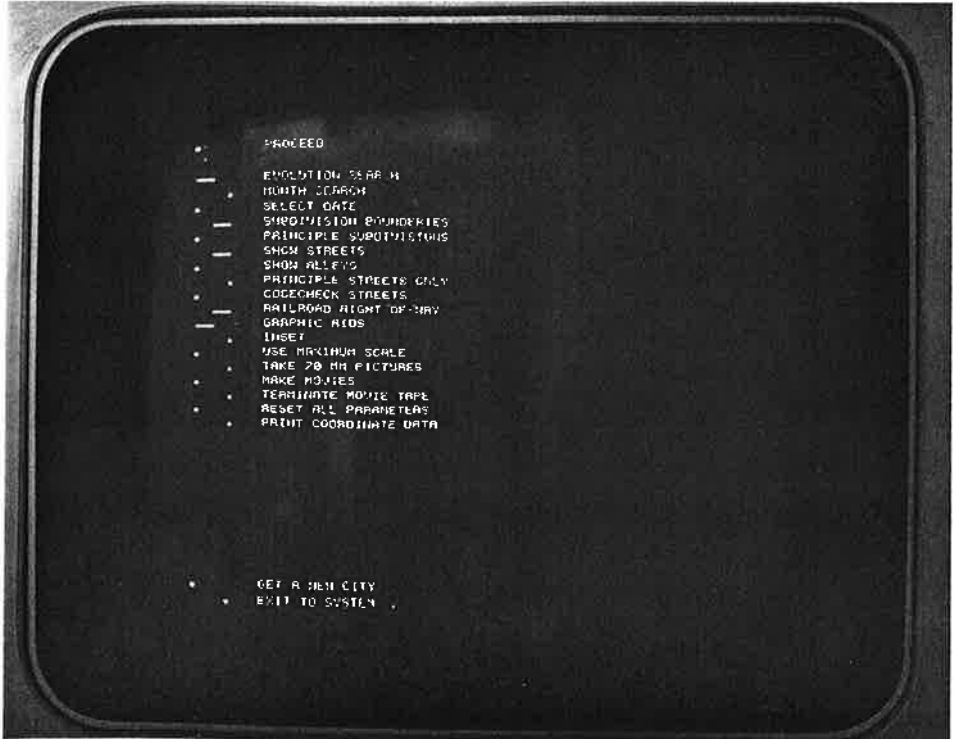 PROCEED
EVOLUTION SEARCH
MONTH SEARCH
SELECT DATE
SUBDIVISION BOUNDERIES
PRINCIPLE SUBDIVISIONS
SHOW STREETS
SHOW ALLEYS
PRINCIPLE STREETS ONLY
CODECHECK STREETS
RAILROAD RIGHT OF-WAY
GRAPHIC AIDS
INSET
USE MAXIMUM SCALE
TAKE 70 MM PICTURES
MAKE MOVIES
TERMINATE MOVIE TAPE
RESET ALL PARAMETERS
PRINT COORDINATE DATA
GET A NEW CITY
EXIT TO SYSTEM